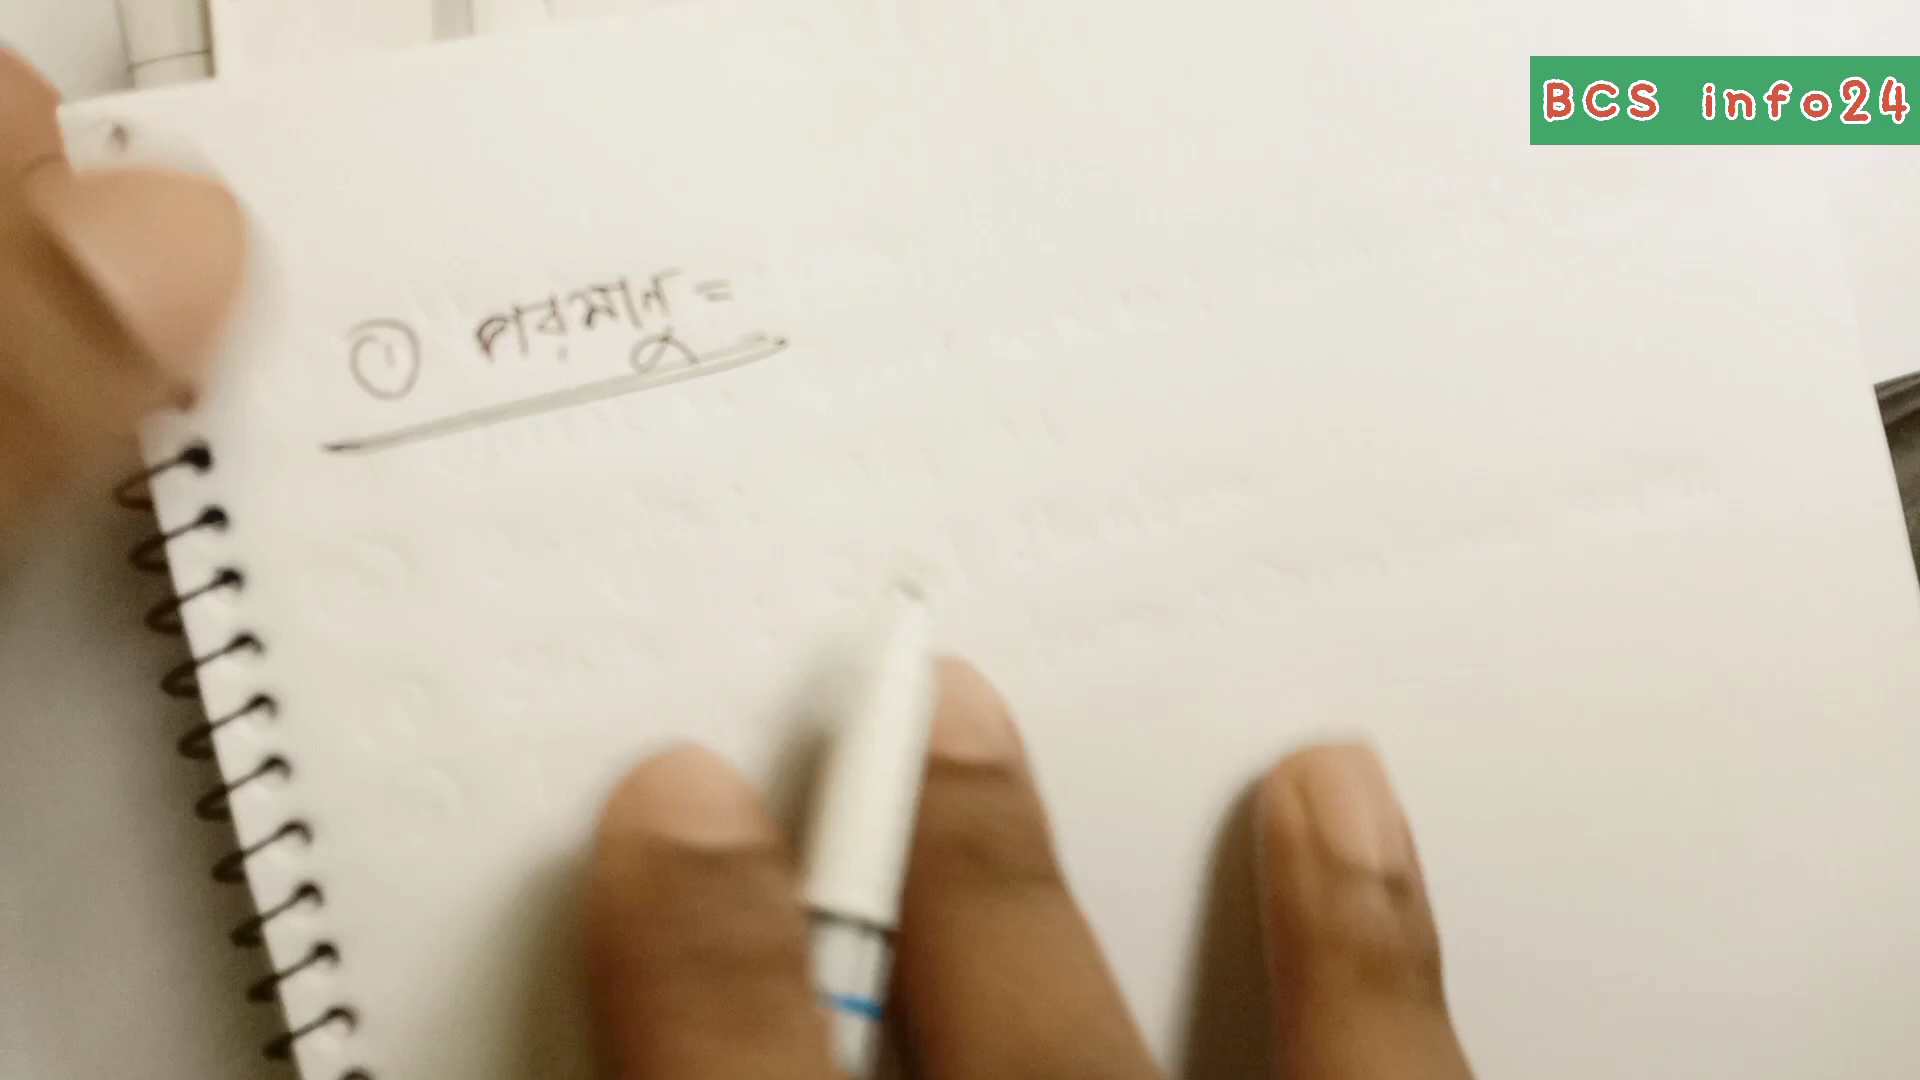 BCS info24
① পরমানু =